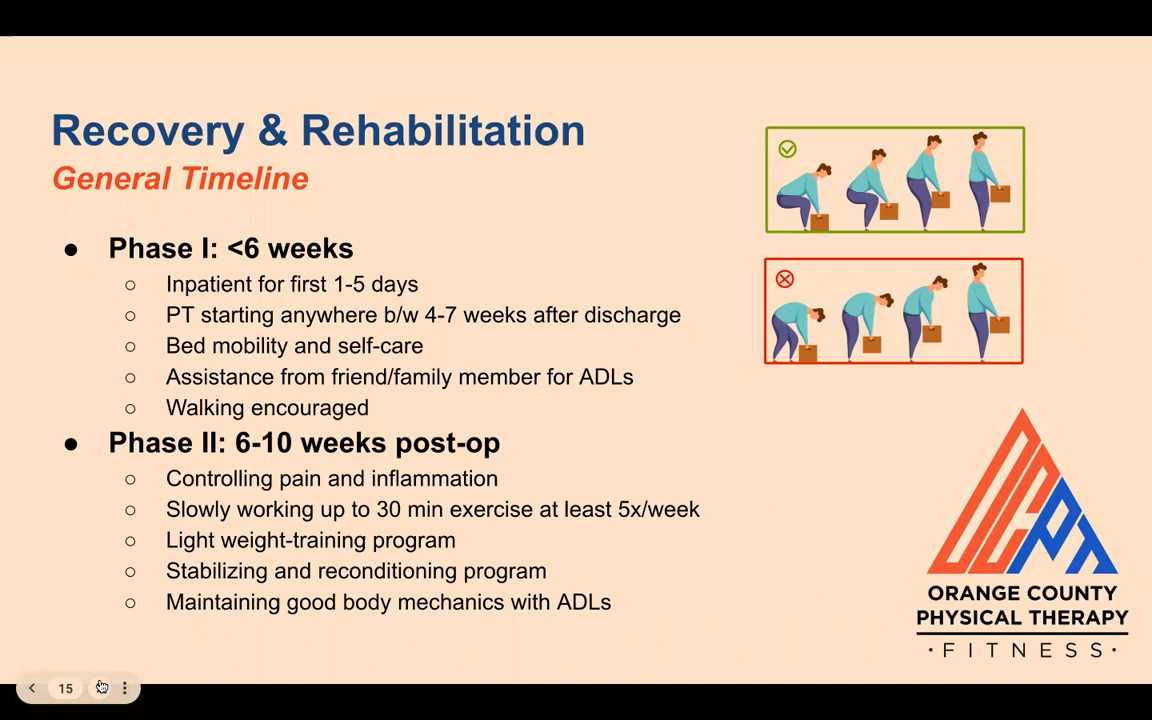 Recovery & Rehabilitation
General Timeline
● Phase I: <6 weeks
○ Inpatient for first 1-5 days
○ PT starting anywhere b/w 4-7 weeks after discharge
○ Bed mobility and self-care
○ Assistance from friend/family member for ADLs
○ Walking encouraged
● Phase II: 6-10 weeks post-op
○ Controlling pain and inflammation
○ Slowly working up to 30 min exercise at least 5x/week
○ Light weight-training program
○ Stabilizing and reconditioning program
○ Maintaining good body mechanics with ADLs
OCPT
ORANGE COUNTY
PHYSICAL THERAPY
·FITNESS·
15